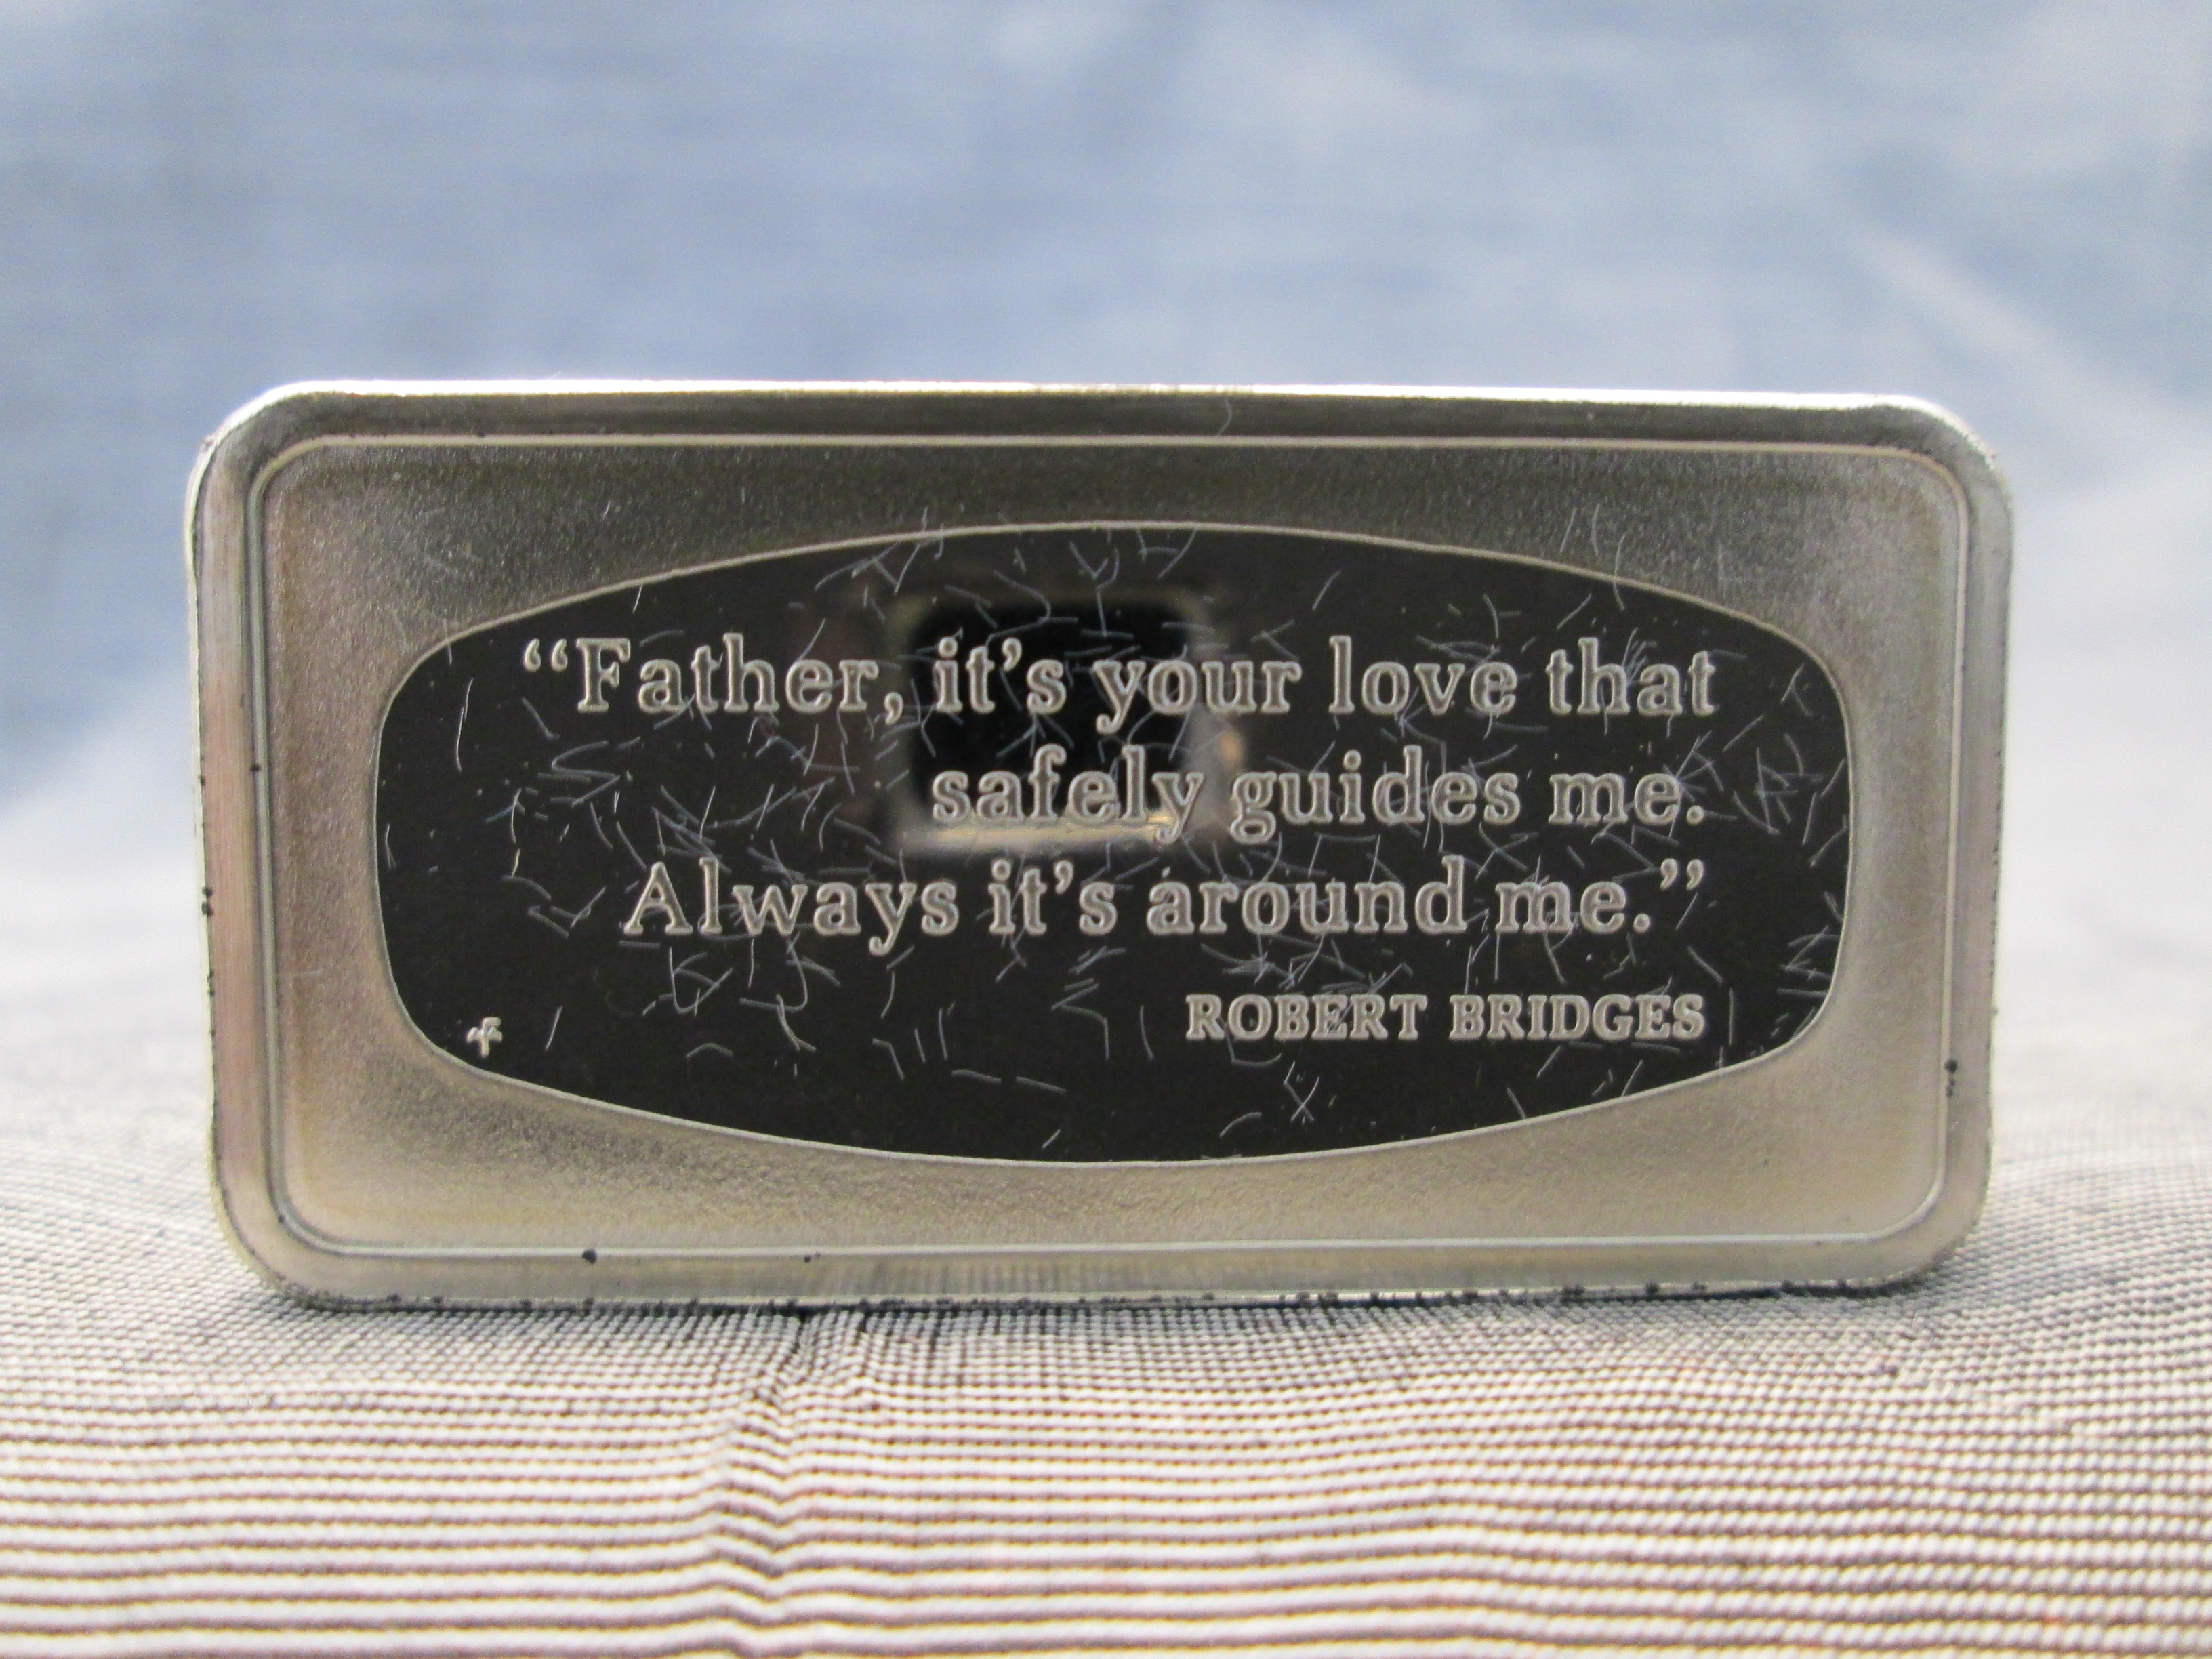 “Father, it’s your love that
safely guides me.
Always it’s around me.”
ROBERT BRIDGES